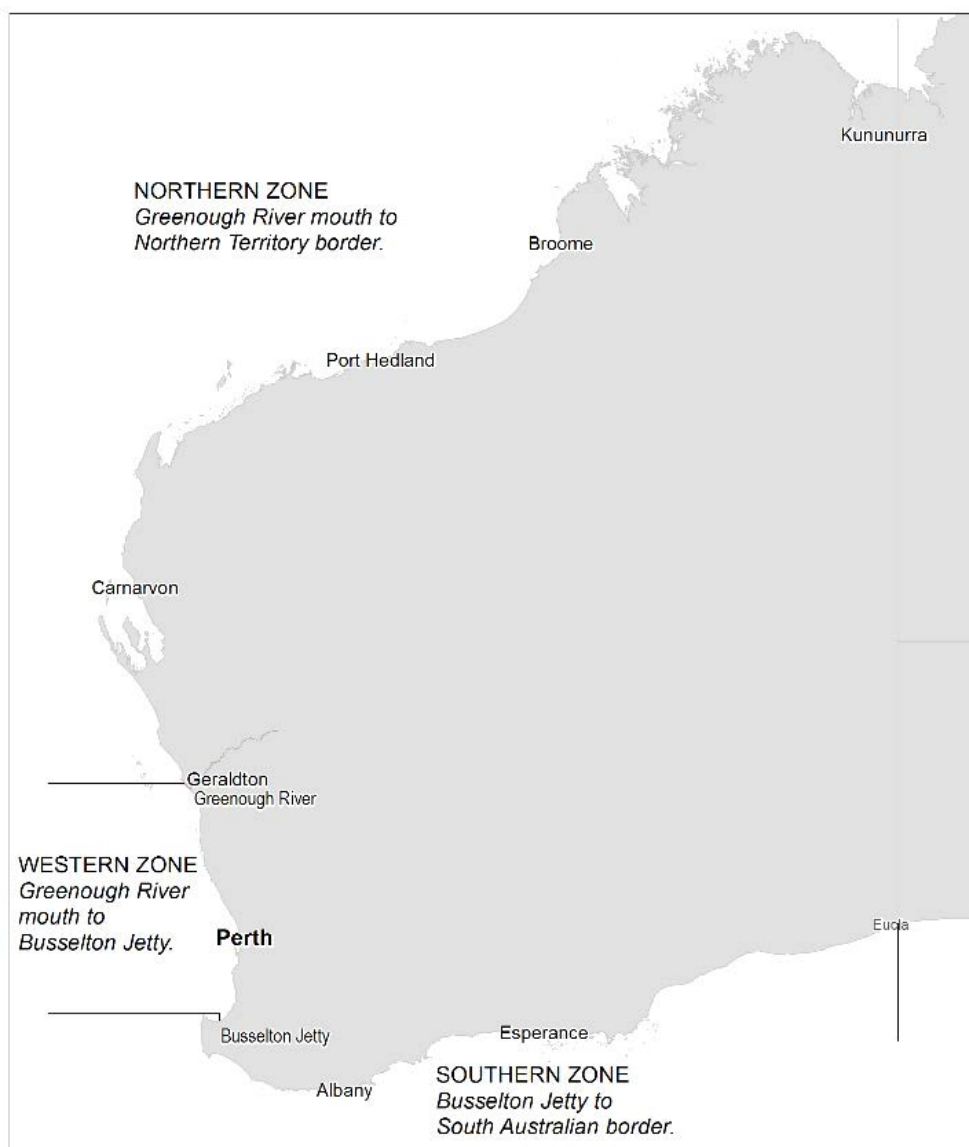 Kununurra
NORTHERN ZONE
Greenough River mouth to
Northern Territory border.
Broome
Port Hedland
Carnarvon
Geraldton
Greenough River
WESTERN ZONE
Greenough River
mouth to
Busselton Jetty.
Perth
Eucla
Busselton Jetty
Esperance
Albany
SOUTHERN ZONE
Busselton Jetty to
South Australian border.